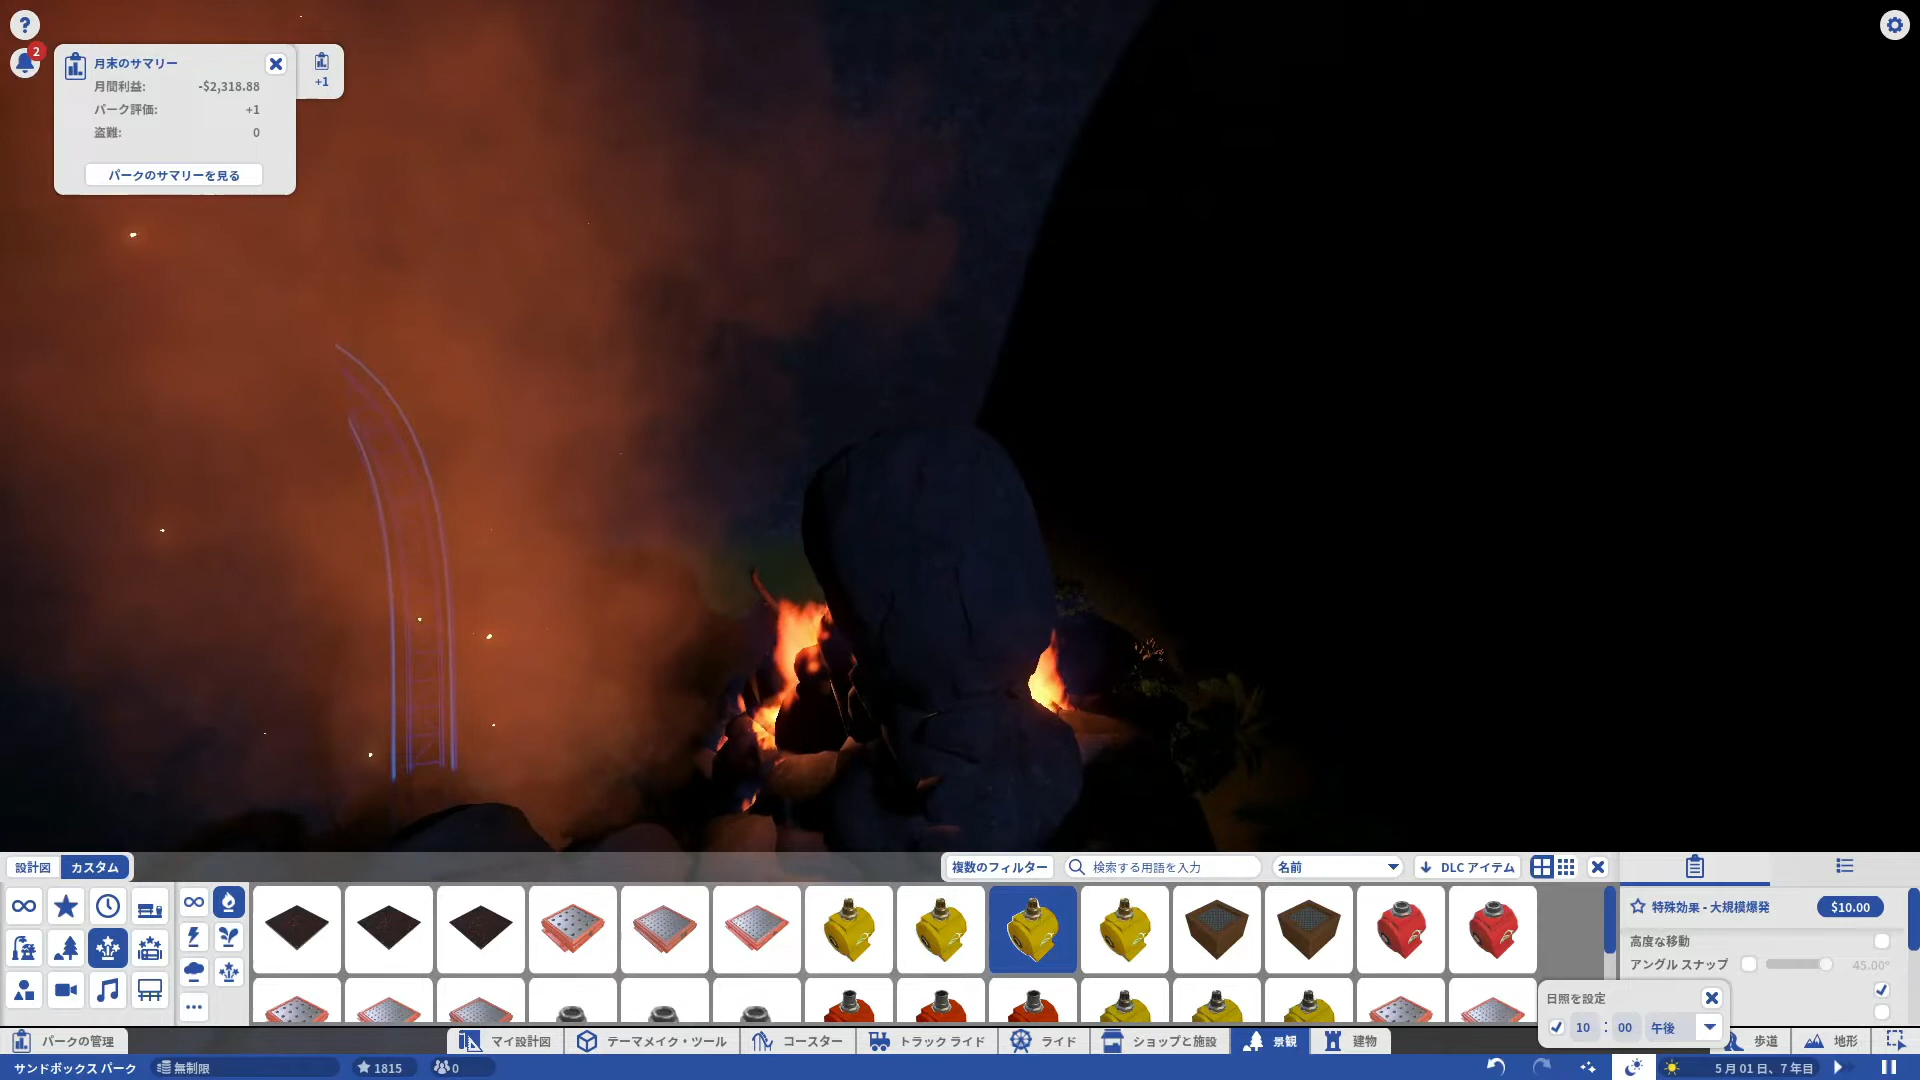 ?
2
月末のサマリー
月間利益: -$2,318.88
パーク評価: +1
盗難: 0
パークのサマリーを見る
+1
設計図 カスタム
複数のフィルター 検索する用語を入力 名前 DLC アイテム
特殊効果 - 大規模爆発 $10.00
高度な移動
アングル スナップ 45.00°
日照を設定
10 : 00 午後
パークの管理 マイ設計図 テーマメイク・ツール コースター トラック ライド ライド ショップと施設 景観 建物 歩道 地形
サンドボックス パーク 無制限 1815 0 5 月 01 日、7 年目